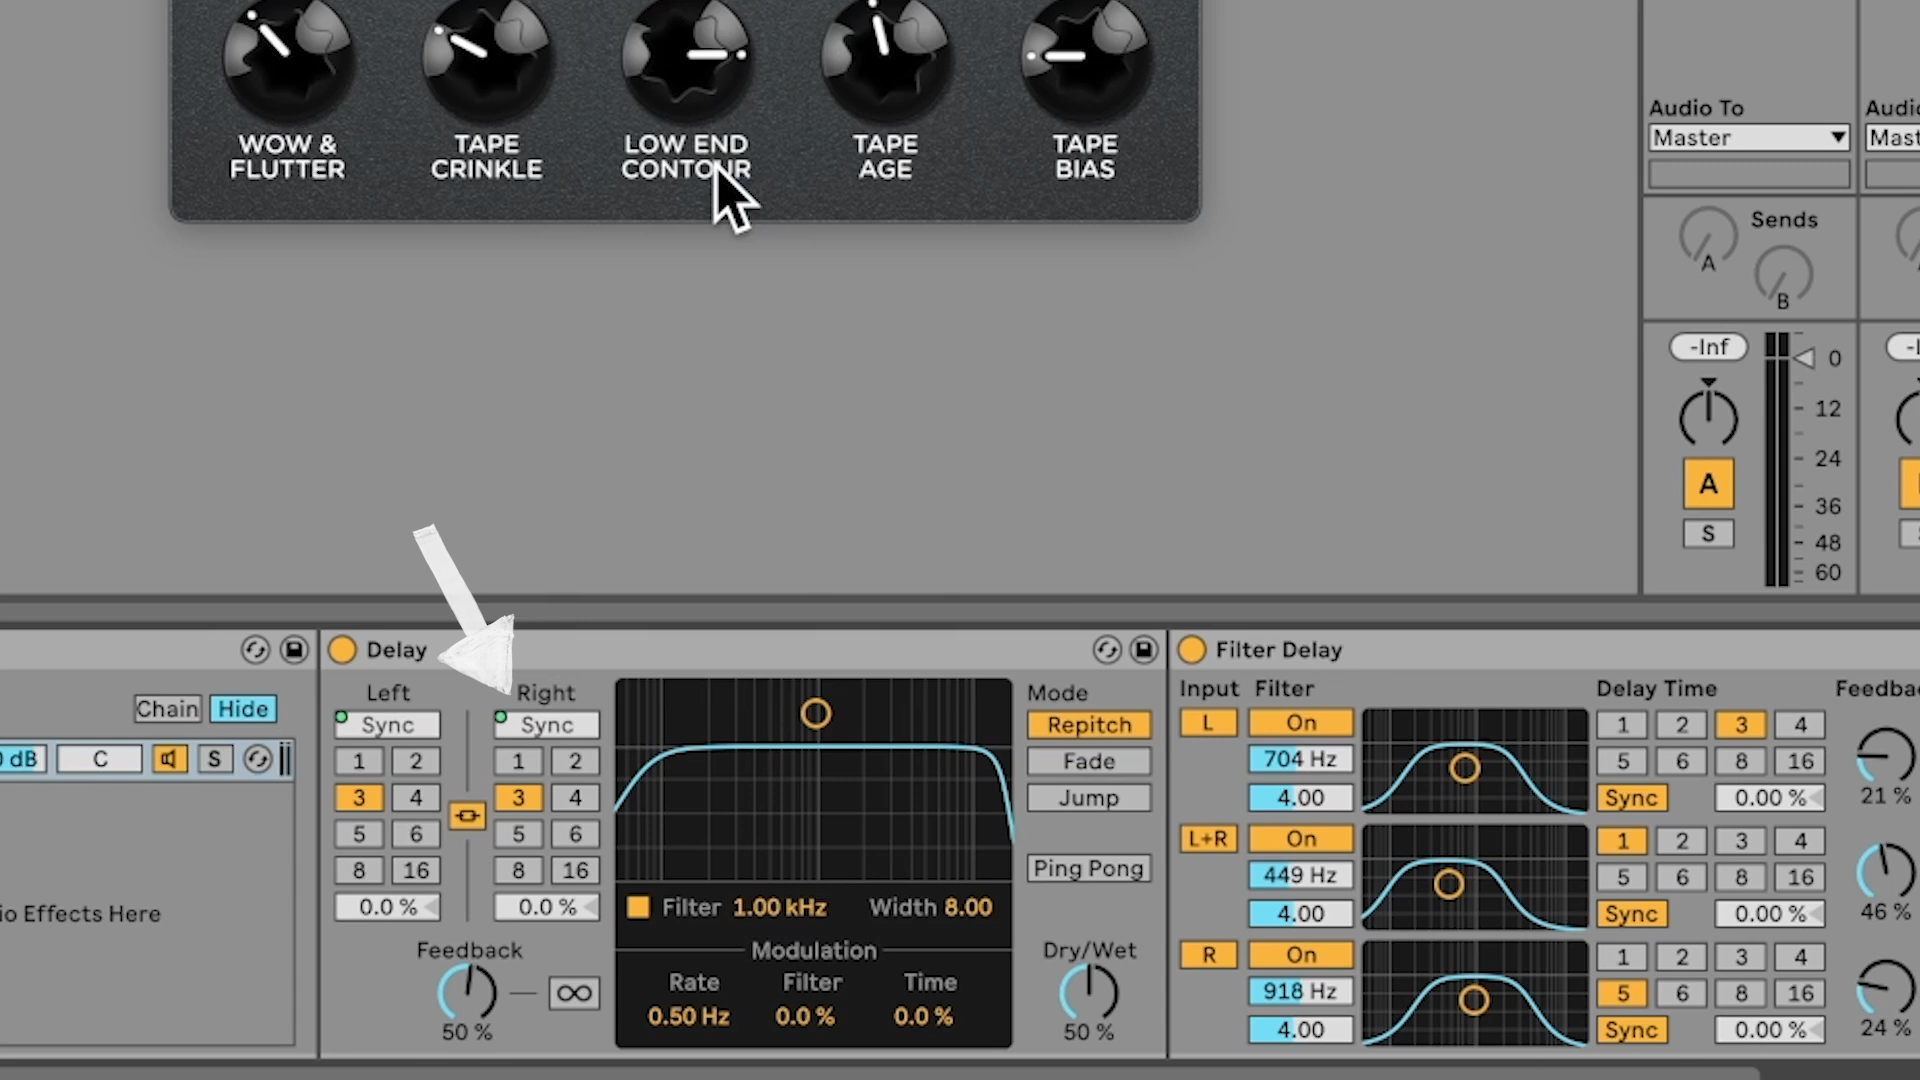 WOW &
FLUTTER
TAPE
CRINKLE
LOW END
CONTOUR
TAPE
AGE
TAPE
BIAS
Audio To
Master
Sends
A
B
-Inf
0
12
24
36
48
60
A
S
Chain Hide
C S
io Effects Here
Delay
Left Right
Sync Sync
1 2 1 2
3 4 3 4
5 6 5 6
8 16 8 16
0.0 % 0.0 %
Feedback
50 %
∞
Filter 1.00 kHz Width 8.00
Modulation
Rate Filter Time
0.50 Hz 0.0 % 0.0 %
Mode
Repitch
Fade
Jump
Ping Pong
Dry/Wet
50 %
Filter Delay
Input Filter Delay Time
L On 1 2 3 4
704 Hz 5 6 8 16
4.00 Sync 0.00 % 21 %
L+R On 1 2 3 4
449 Hz 5 6 8 16
4.00 Sync 0.00 % 46 %
R On 1 2 3 4
918 Hz 5 6 8 16
4.00 Sync 0.00 % 24 %